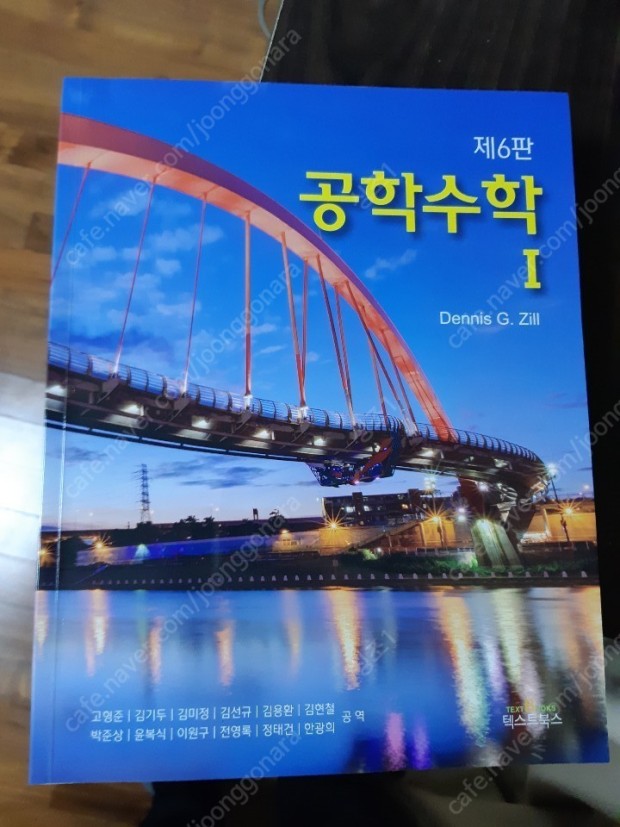 제6판
공학수학
I
Dennis G. Zill
고형준 | 김기두 | 김미정 | 김선규 | 김용환 | 김현철
박준상 | 윤복식 | 이원구 | 전영록 | 정태건 | 한광희
공 역
TEXTBOOKS
텍스트북스
cafe.naver.com/joonggonara